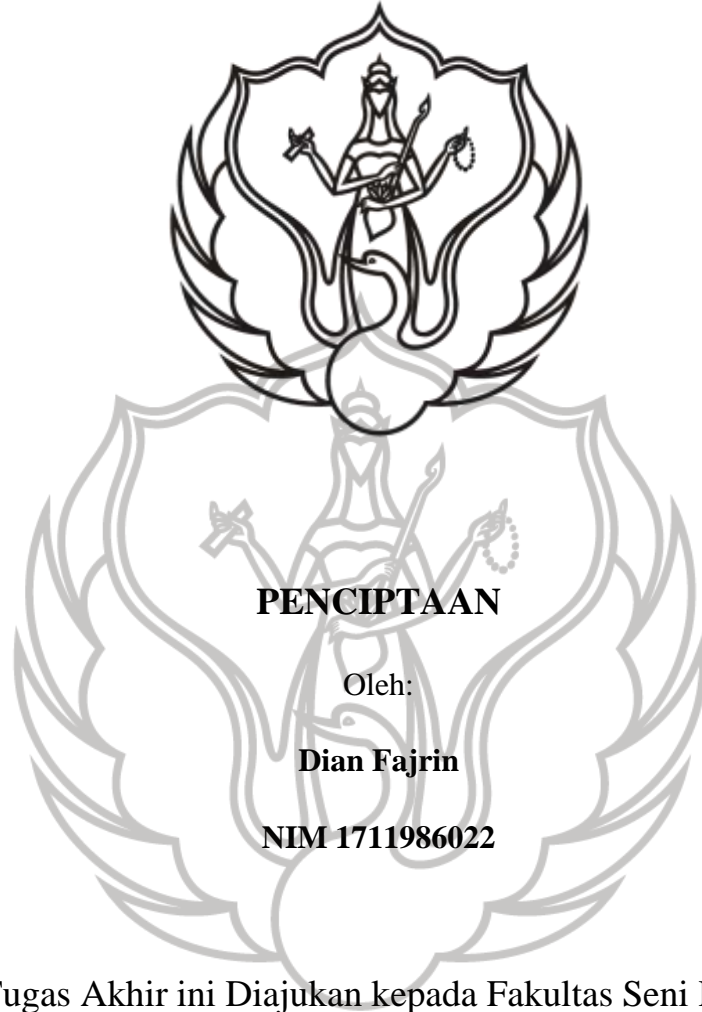 PENCIPTAAN
Oleh:
Dian Fajrin
NIM 1711986022
Tugas Akhir ini Diajukan kepada Fakultas Seni